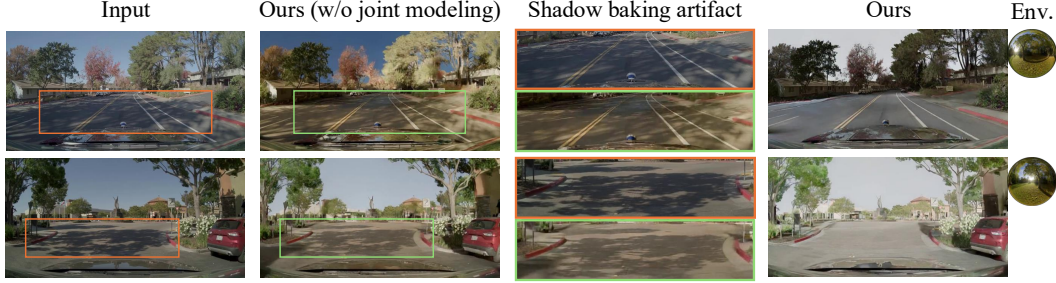 Input
Ours (w/o joint modeling)
Shadow baking artifact
Ours
Env.